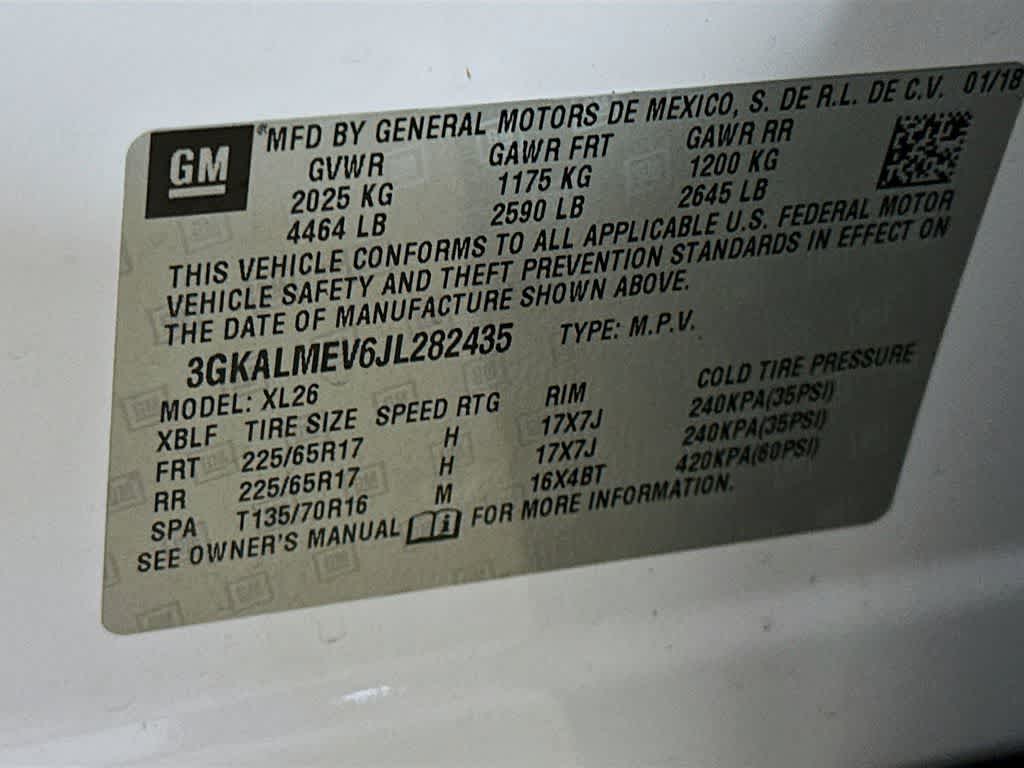 GM
MFD BY GENERAL MOTORS DE MEXICO, S. DE R.L. DE C.V. 01/18
GVWR GAWR FRT GAWR RR
2025 KG 1175 KG 1200 KG
4464 LB 2590 LB 2645 LB
THIS VEHICLE CONFORMS TO ALL APPLICABLE U.S. FEDERAL MOTOR
VEHICLE SAFETY AND THEFT PREVENTION STANDARDS IN EFFECT ON
THE DATE OF MANUFACTURE SHOWN ABOVE.
3GKALMEV6JL282435 TYPE: M.P.V.
MODEL: XL26
XBLF TIRE SIZE SPEED RTG RIM COLD TIRE PRESSURE
FRT 225/65R17 H 17X7J 240KPA(35PSI)
RR 225/65R17 H 17X7J 240KPA(35PSI)
SPA T135/70R16 M 16X4BT 420KPA(60PSI)
SEE OWNER'S MANUAL FOR MORE INFORMATION.